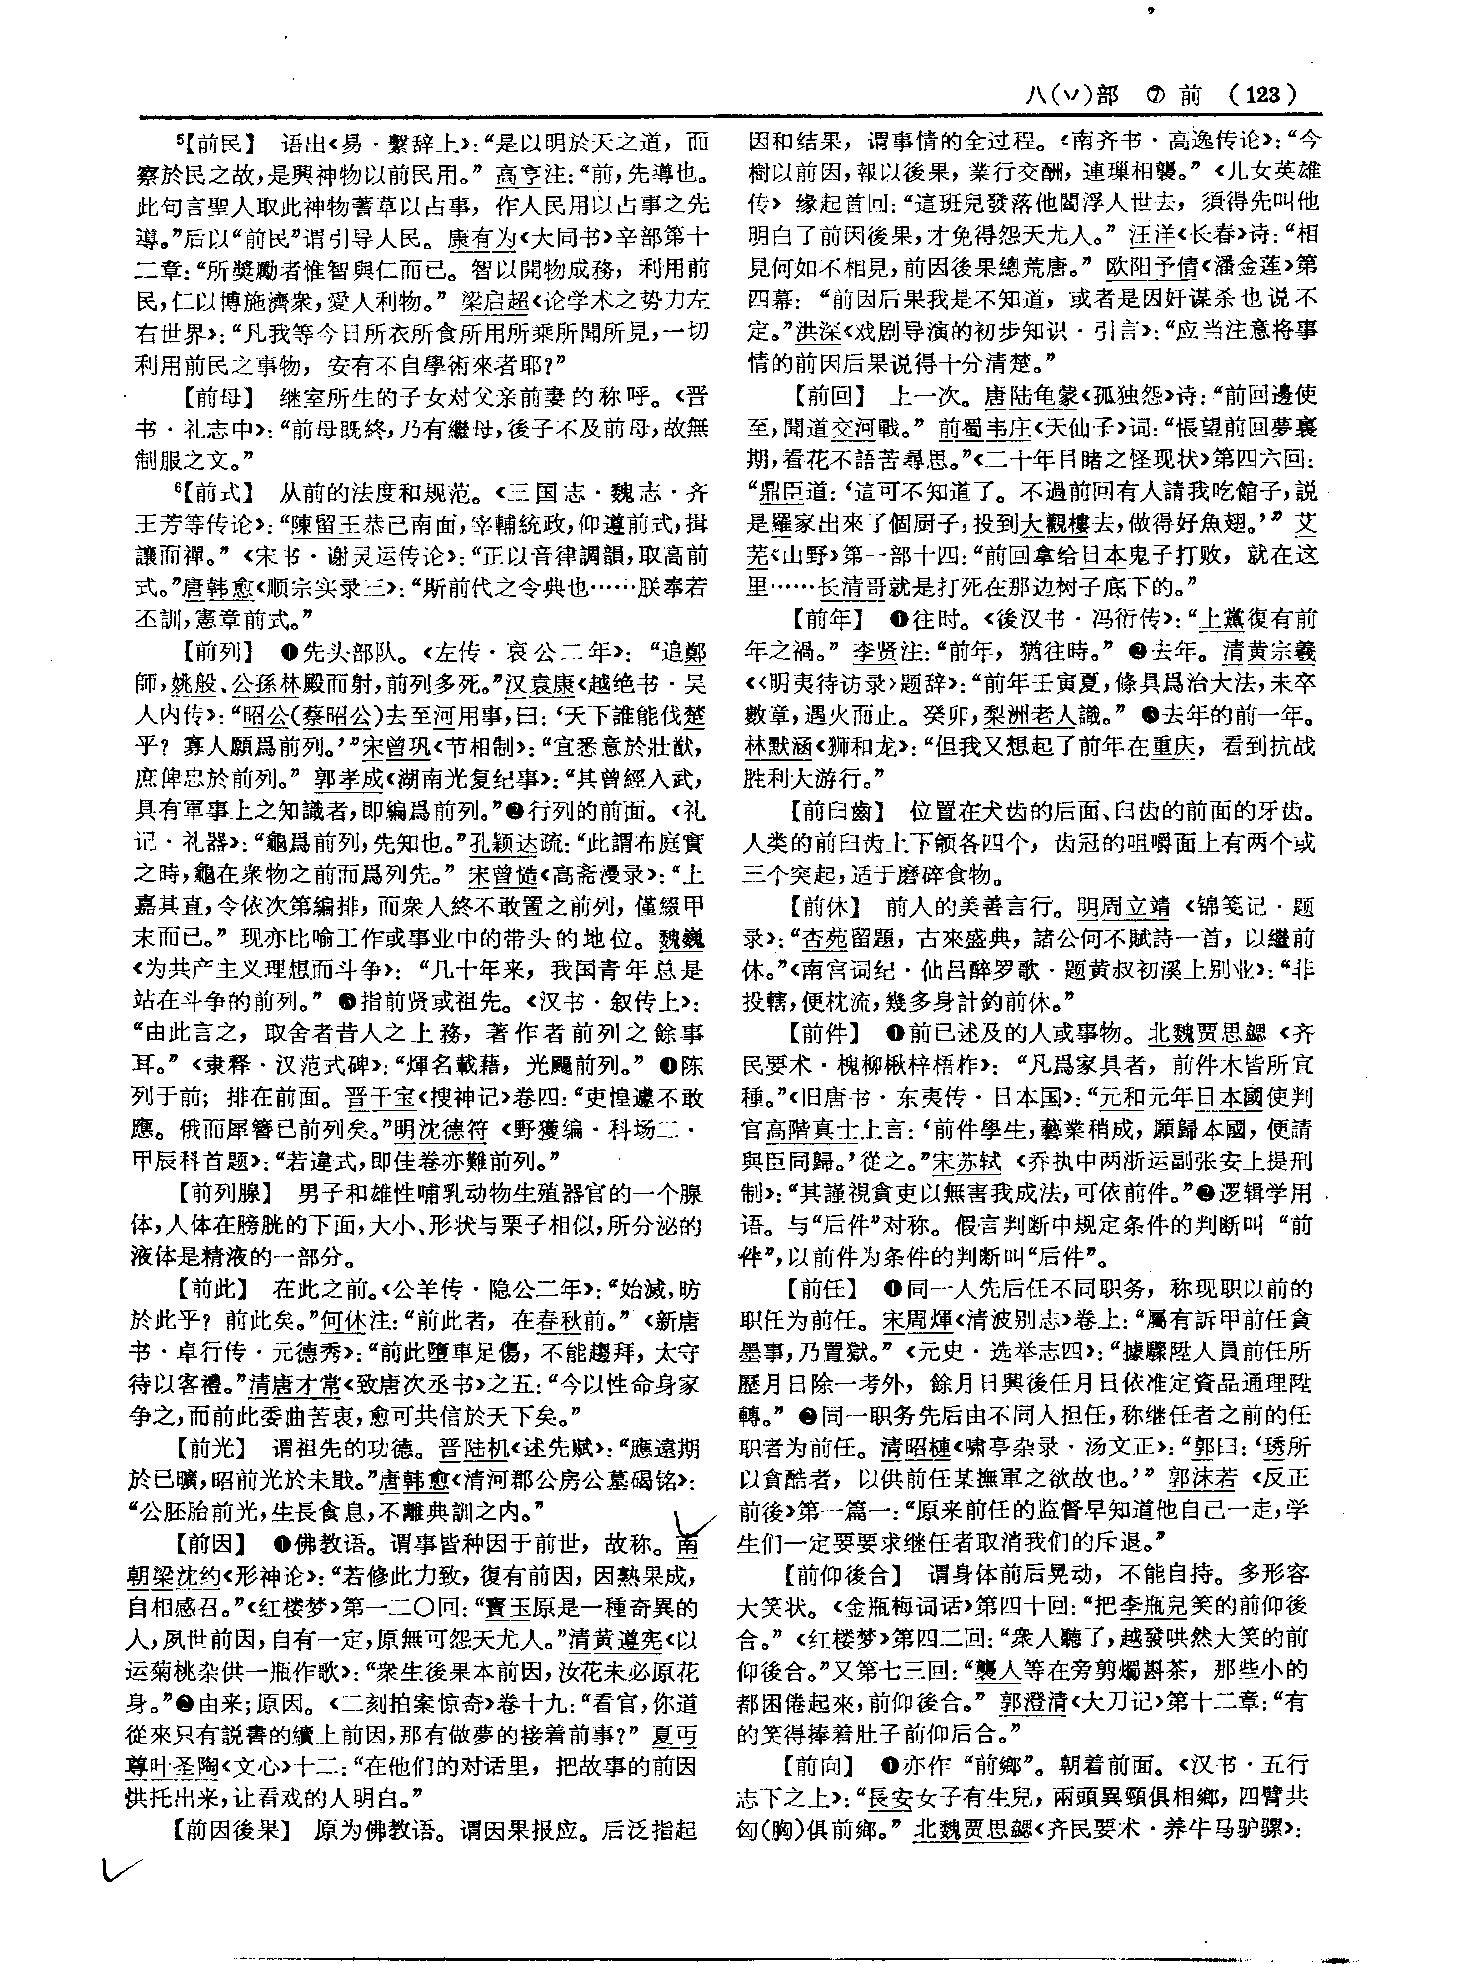 八(丷)部　⑦　前　(123)
⁵【前民】　语出《易·繫辞上》：“是以明於天之道，而
察於民之故，是興神物以前民用。”高亨注：“前，先導也。
此句言聖人取此神物蓍草以占事，作人民用以占事之先
導。”后以“前民”谓引导人民。康有为《大同书》辛部第十
二章：“所獎勵者惟智與仁而已。智以開物成務，利用前
民，仁以博施濟衆，愛人利物。”梁启超《论学术之势力左
右世界》：“凡我等今日所衣所食所用所乘所聞所見，一切
利用前民之事物，安有不自學術來者耶？”
【前母】　继室所生的子女对父亲前妻的称呼。《晋
书·礼志中》：“前母既終，乃有繼母，後子不及前母，故無
制服之文。”
⁶【前式】　从前的法度和规范。《三国志·魏志·齐
王芳等传论》：“陳留王恭己南面，宰輔統政，仰遵前式，揖
讓而禪。”《宋书·谢灵运传论》：“正以音律調韻，取高前
式。”唐韩愈《顺宗实录三》：“斯前代之令典也……朕奉若
丕訓，憲章前式。”
【前列】　❶先头部队。《左传·哀公二年》：“追鄭
師，姚般、公孫林殿而射，前列多死。”汉袁康《越绝书·吴
人内传》：“昭公（蔡昭公）去至河用事，曰：‘天下誰能伐楚
乎？寡人願爲前列。’”宋曾巩《节相制》：“宜悉意於壯猷，
庶俾忠於前列。”郭孝成《湖南光复纪事》：“其曾經入武，
具有軍事上之知識者，即編爲前列。”❷行列的前面。《礼
记·礼器》：“龜爲前列，先知也。”孔颖达疏：“此謂布庭實
之時，龜在衆物之前而爲列先。”宋曾慥《高斋漫录》：“上
嘉其直，令依次第編排，而衆人終不敢置之前列，僅綴甲
末而已。”现亦比喻工作或事业中的带头的地位。魏巍
《为共产主义理想而斗争》：“几十年来，我国青年总是
站在斗争的前列。”❸指前贤或祖先。《汉书·叙传上》：
“由此言之，取舍者昔人之上務，著作者前列之餘事
耳。”《隶释·汉范式碑》：“煇名載藉，光颺前列。”❹陈
列于前；排在前面。晋干宝《搜神记》卷四：“吏惶遽不敢
應。俄而犀簪已前列矣。”明沈德符《野獲编·科场二·
甲辰科首题》：“若違式，即佳卷亦難前列。”
【前列腺】　男子和雄性哺乳动物生殖器官的一个腺
体，人体在膀胱的下面，大小、形状与栗子相似，所分泌的
液体是精液的一部分。
【前此】　在此之前。《公羊传·隐公二年》：“始滅，昉
於此乎？前此矣。”何休注：“前此者，在春秋前。”《新唐
书·卓行传·元德秀》：“前此墮車足傷，不能趨拜，太守
待以客禮。”清唐才常《致唐次丞书》之五：“今以性命身家
争之，而前此委曲苦衷，愈可共信於天下矣。”
【前光】　谓祖先的功德。晋陆机《述先赋》：“應遠期
於已曠，昭前光於未戢。”唐韩愈《清河郡公房公墓碣铭》：
“公胚胎前光，生長食息，不離典訓之内。”
【前因】　❶佛教语。谓事皆种因于前世，故称。南
朝梁沈约《形神论》：“若修此力致，復有前因，因熟果成，
自相感召。”《红楼梦》第一二〇回：“寶玉原是一種奇異的
人，夙世前因，自有一定，原無可怨天尤人。”清黄遵宪《以
运菊桃杂供一瓶作歌》：“衆生後果本前因，汝花未必原花
身。”❷由来；原因。《二刻拍案惊奇》卷十九：“看官，你道
從來只有説書的續上前因，那有做夢的接着前事？”夏丏
尊叶圣陶《文心》十二：“在他们的对话里，把故事的前因
烘托出来，让看戏的人明白。”
【前因後果】　原为佛教语。谓因果报应。后泛指起
因和结果，谓事情的全过程。《南齐书·高逸传论》：“今
樹以前因，報以後果，業行交酬，連璅相襲。”《儿女英雄
传》缘起首回：“這班兒發落他閻浮人世去，須得先叫他
明白了前因後果，才免得怨天尤人。”汪洋《长春》诗：“相
見何如不相見，前因後果總荒唐。”欧阳予倩《潘金莲》第
四幕：“前因后果我是不知道，或者是因奸谋杀也说不
定。”洪深《戏剧导演的初步知识·引言》：“应当注意将事
情的前因后果说得十分清楚。”
【前回】　上一次。唐陆龟蒙《孤独怨》诗：“前回邊使
至，聞道交河戰。”前蜀韦庄《天仙子》词：“悵望前回夢裏
期，看花不語苦尋思。”《二十年目睹之怪现状》第四六回：
“鼎臣道：‘這可不知道了。不過前回有人請我吃館子，説
是羅家出來了個厨子，投到大觀樓去，做得好魚翅。’”艾
芜《山野》第一部十四：“前回拿给日本鬼子打败，就在这
里……长清哥就是打死在那边树子底下的。”
【前年】　❶往时。《後汉书·冯衍传》：“上黨復有前
年之禍。”李贤注：“前年，猶往時。”❷去年。清黄宗羲
《〈明夷待访录〉题辞》：“前年壬寅夏，條具爲治大法，未卒
數章，遇火而止。癸卯，梨洲老人識。”❸去年的前一年。
林默涵《狮和龙》：“但我又想起了前年在重庆，看到抗战
胜利大游行。”
【前臼齒】　位置在犬齿的后面、臼齿的前面的牙齿。
人类的前臼齿上下颌各四个，齿冠的咀嚼面上有两个或
三个突起，适于磨碎食物。
【前休】　前人的美善言行。明周立靖《锦笺记·题
录》：“杏苑留題，古來盛典，諸公何不賦詩一首，以繼前
休。”《南宫词纪·仙吕醉罗歌·题黄叔初溪上别业》：“非
投轄，便枕流，幾多身計釣前休。”
【前件】　❶前已述及的人或事物。北魏贾思勰《齐
民要术·槐柳楸梓梧柞》：“凡爲家具者，前件木皆所宜
種。”《旧唐书·东夷传·日本国》：“元和元年日本國使判
官高階真士上言：‘前件學生，藝業稍成，願歸本國，便請
與臣同歸。’從之。”宋苏轼《乔执中两浙运副张安上提刑
制》：“其謹視貪吏以無害我成法，可依前件。”❷逻辑学用
语。与“后件”对称。假言判断中规定条件的判断叫“前
件”，以前件为条件的判断叫“后件”。
【前任】　❶同一人先后任不同职务，称现职以前的
职任为前任。宋周煇《清波别志》卷上：“屬有訴甲前任貪
墨事，乃置獄。”《元史·选举志四》：“據驟陞人員前任所
歷月日除一考外，餘月日與後任月日依准定資品通理陞
轉。”❷同一职务先后由不同人担任，称继任者之前的任
职者为前任。清昭槤《啸亭杂录·汤文正》：“郭曰：‘琇所
以貪酷者，以供前任某撫軍之欲故也。’”郭沫若《反正
前後》第一篇一：“原来前任的监督早知道他自己一走，学
生们一定要要求继任者取消我们的斥退。”
【前仰後合】　谓身体前后晃动，不能自持。多形容
大笑状。《金瓶梅词话》第四十回：“把李瓶兒笑的前仰後
合。”《红楼梦》第四二回：“衆人聽了，越發哄然大笑的前
仰後合。”又第七三回：“襲人等在旁剪燭斟茶，那些小的
都困倦起來，前仰後合。”郭澄清《大刀记》第十二章：“有
的笑得捧着肚子前仰后合。”
【前向】　❶亦作“前鄉”。朝着前面。《汉书·五行
志下之上》：“長安女子有生兒，兩頭異頸俱相鄉，四臂共
匈（胸）俱前鄉。”北魏贾思勰《齐民要术·养牛马驴骡》：